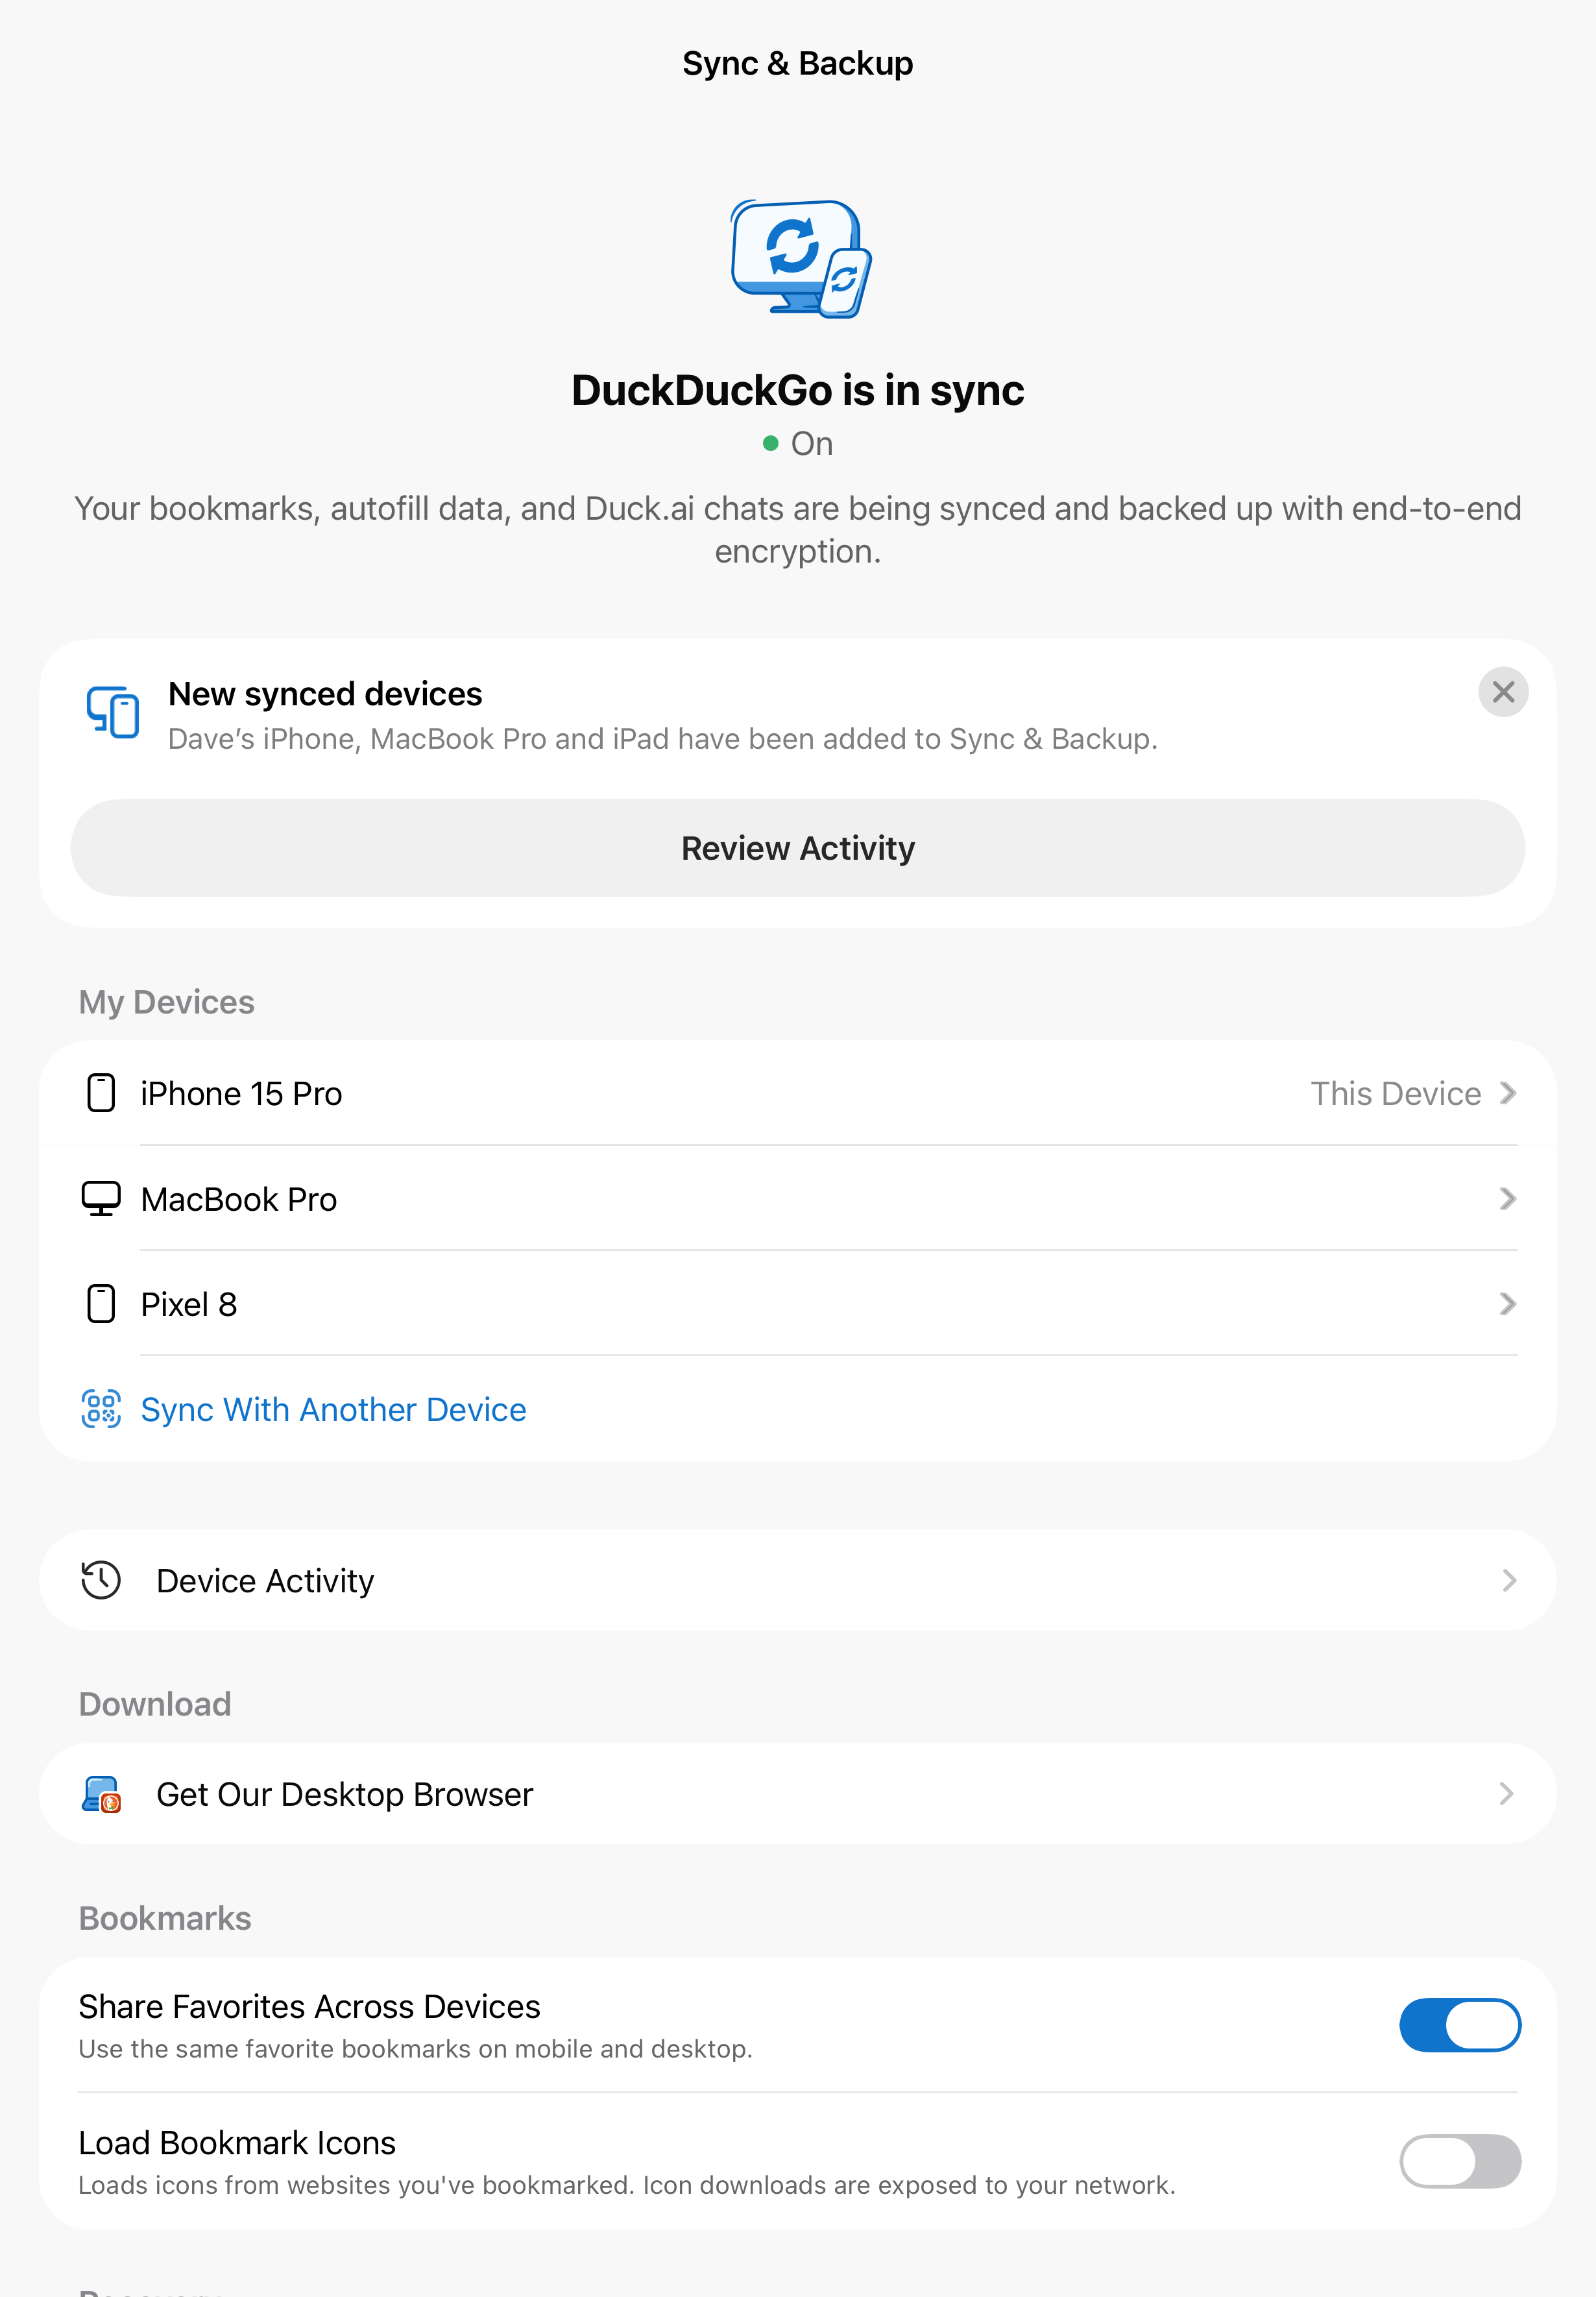 Sync & Backup
DuckDuckGo is in sync
On
Your bookmarks, autofill data, and Duck.ai chats are being synced and backed up with end-to-end
encryption.
New synced devices
Dave’s iPhone, MacBook Pro and iPad have been added to Sync & Backup.
Review Activity
My Devices
iPhone 15 Pro This Device
MacBook Pro
Pixel 8
Sync With Another Device
Device Activity
Download
Get Our Desktop Browser
Bookmarks
Share Favorites Across Devices
Use the same favorite bookmarks on mobile and desktop.
Load Bookmark Icons
Loads icons from websites you've bookmarked. Icon downloads are exposed to your network.